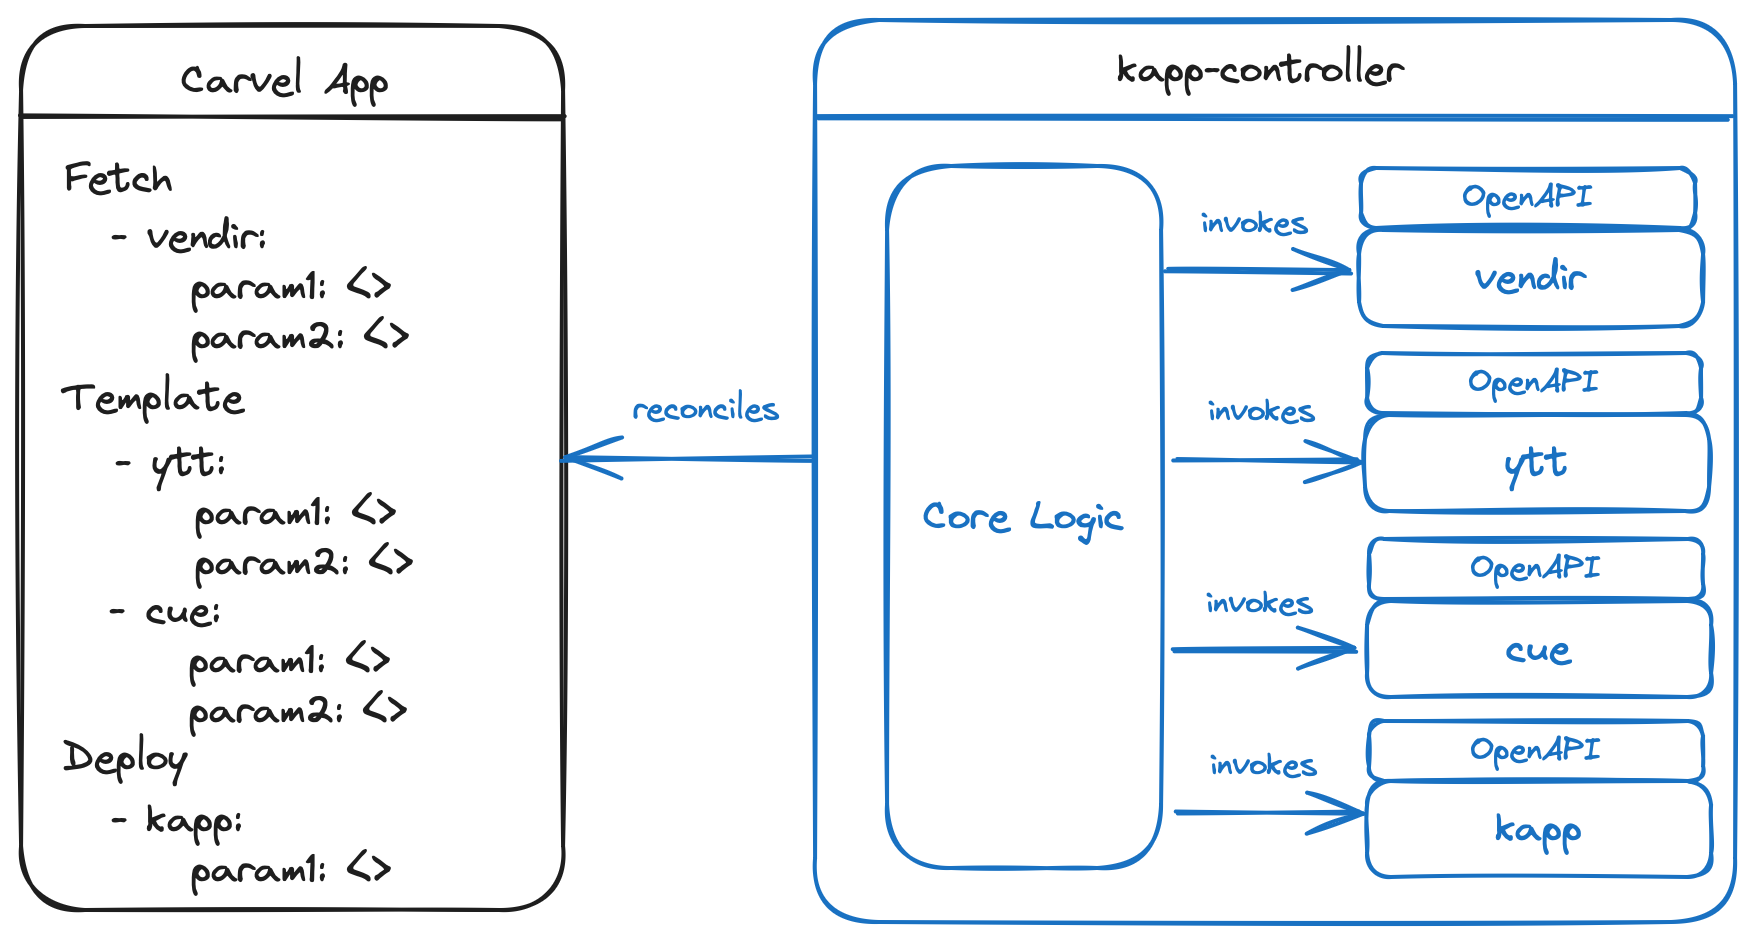 Carvel App
Fetch
- vendir:
param1: <>
param2: <>
Template
- ytt:
param1: <>
param2: <>
- cue:
param1: <>
param2: <>
Deploy
- kapp:
param1: <>
reconciles
kapp-controller
Core Logic
invokes
OpenAPI
vendir
invokes
OpenAPI
ytt
invokes
OpenAPI
cue
invokes
OpenAPI
kapp